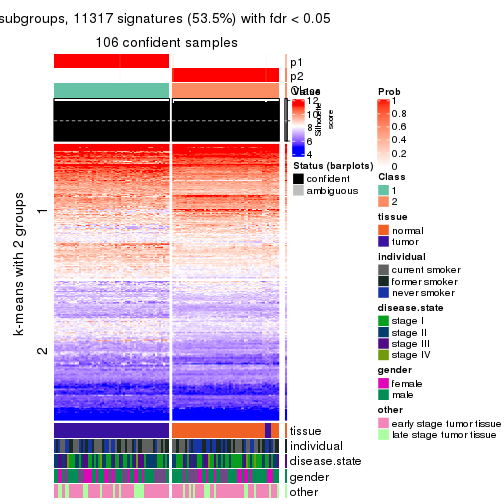 subgroups, 11317 signatures (53.5%) with fdr < 0.05
106 confident samples
p1
p2
Class
Silhouette
score
k-means with 2 groups
1
2
tissue
individual
disease.state
gender
other
Value
12
10
8
6
4
Status (barplots)
confident
ambiguous
Prob
1
0.8
0.6
0.4
0.2
0
Class
1
2
tissue
normal
tumor
individual
current smoker
former smoker
never smoker
disease.state
stage I
stage II
stage III
stage IV
gender
female
male
other
early stage tumor tissue
late stage tumor tissue